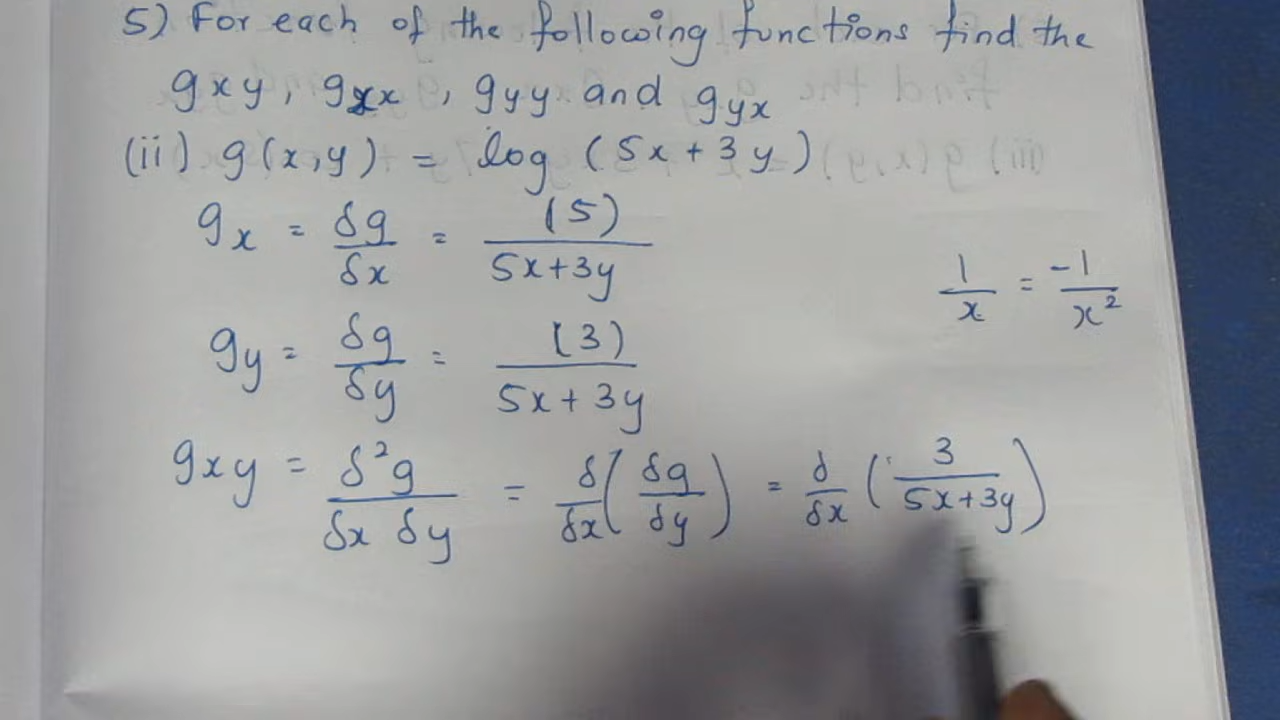 5) For each of the following functions find the
gxy, gxx, gyy and gyx
(ii) g(x,y) = log (5x+3y)
gx = δg/δx = (5)/5x+3y
1/x = -1/x²
gy = δg/δy = (3)/5x+3y
gxy = δ²g/δx δy = δ/δx (δg/δy) = δ/δx (3/5x+3y)